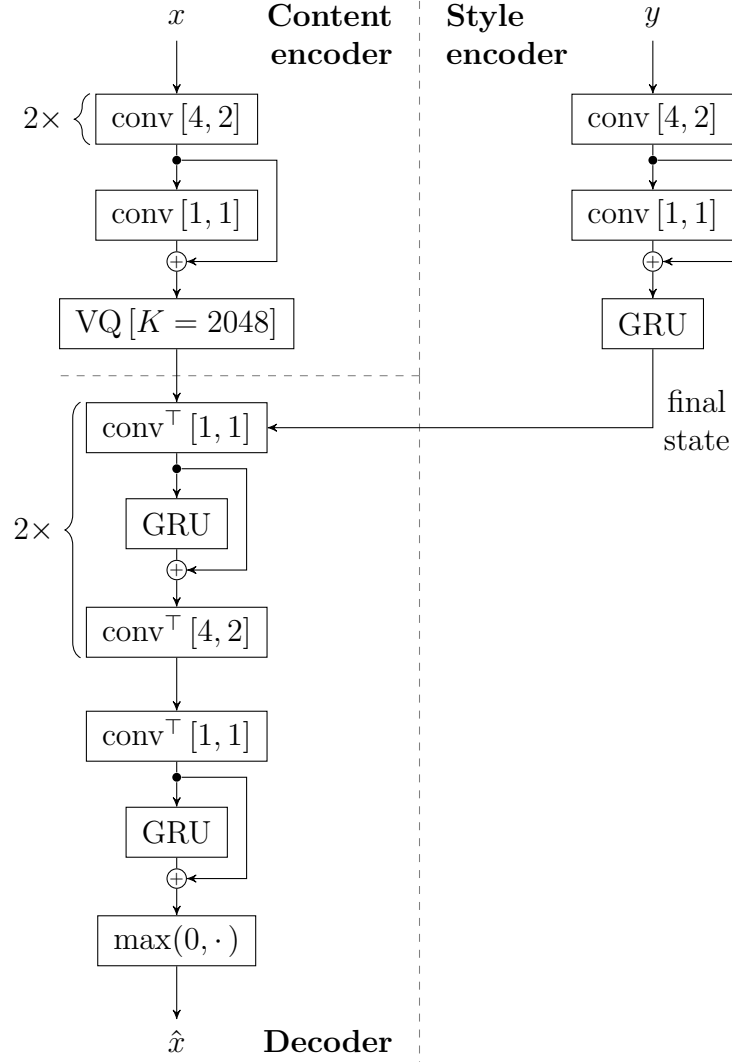 x
Content
encoder
Style
encoder
y
2×
conv [4, 2]
conv [4, 2]
conv [1, 1]
conv [1, 1]
+
+
VQ [K = 2048]
GRU
conv⊤ [1, 1]
final
state
2×
GRU
+
conv⊤ [4, 2]
conv⊤ [1, 1]
GRU
+
max(0, ·)
x̂
Decoder